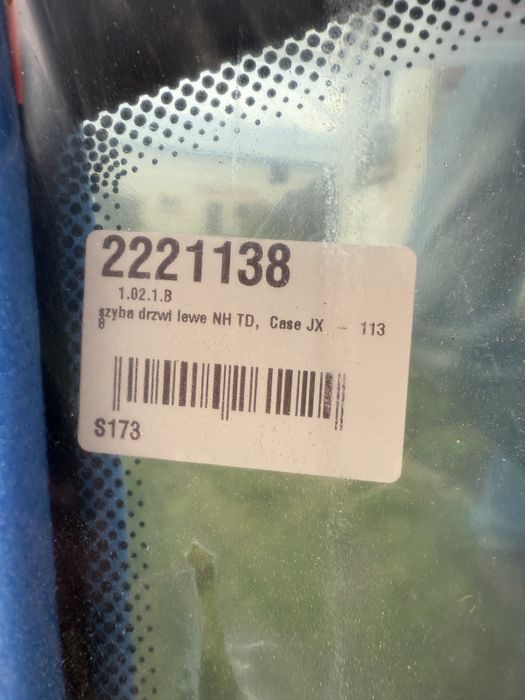 2221138
1.02.1.B
szyba drzwi lewe NH TD, Case JX - 113
8
S173